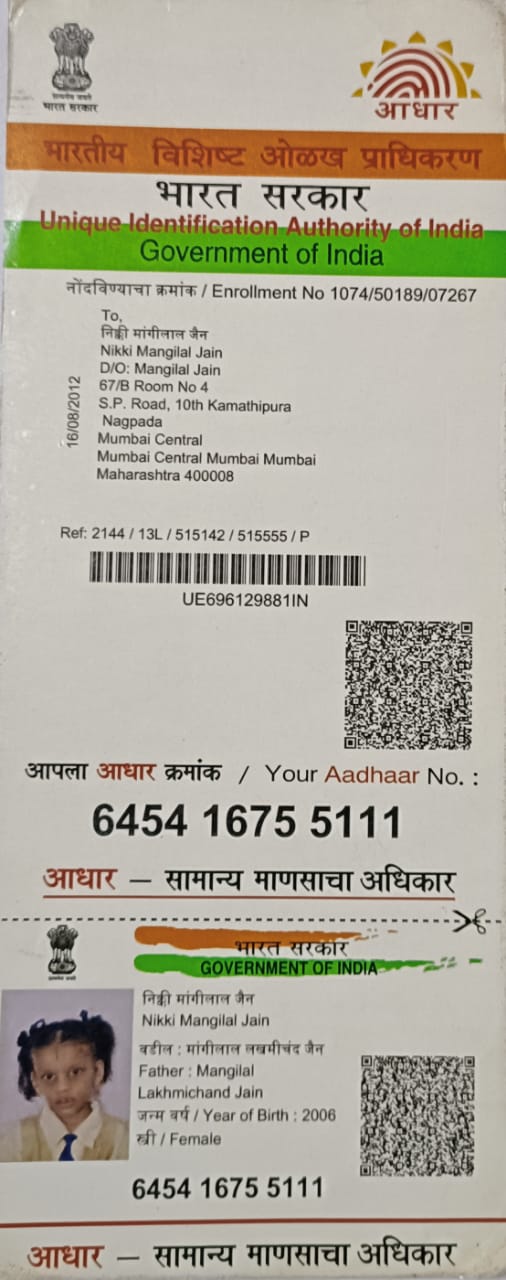 भारत सरकार
आधार
भारतीय विशिष्ट ओळख प्राधिकरण
भारत सरकार
Unique Identification Authority of India
Government of India
नोंदविण्याचा क्रमांक / Enrollment No 1074/50189/07267
To,
निक्की मांगीलाल जैन
Nikki Mangilal Jain
D/O: Mangilal Jain
67/B Room No 4
S.P. Road, 10th Kamathipura
Nagpada
Mumbai Central
Mumbai Central Mumbai Mumbai
Maharashtra 400008
16/08/2012
Ref: 2144 / 13L / 515142 / 515555 / P
UE696129881IN
आपला आधार क्रमांक / Your Aadhaar No. :
6454 1675 5111
आधार — सामान्य माणसाचा अधिकार
भारत सरकार
GOVERNMENT OF INDIA
निक्की मांगीलाल जैन
Nikki Mangilal Jain
वडील : मांगीलाल लखमीचंद जैन
Father : Mangilal
Lakhmichand Jain
जन्म वर्ष / Year of Birth : 2006
स्त्री / Female
6454 1675 5111
आधार — सामान्य माणसाचा अधिकार